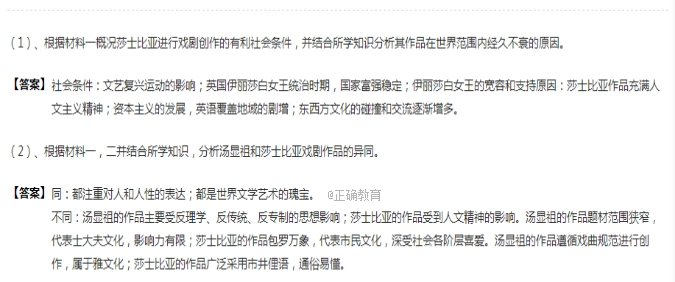 （1）、根据材料一概况莎士比亚进行戏剧创作的有利社会条件，并结合所学知识分析其作品在世界范围内经久不衰的原因。
【答案】社会条件：文艺复兴运动的影响；英国伊丽莎白女王统治时期，国家富强稳定；伊丽莎白女王的宽容和支持原因：莎士比亚作品充满人
文主义精神；资本主义的发展，英语覆盖地域的剧增；东西方文化的碰撞和交流逐渐增多。
（2）、根据材料一，二并结合所学知识，分析汤显祖和莎士比亚戏剧作品的异同。
【答案】同：都注重对人和人性的表达；都是世界文学艺术的瑰宝。 @正确教育
不同：汤显祖的作品主要受反理学、反传统、反专制的思想影响；莎士比亚的作品受到人文精神的影响。汤显祖的作品题材范围狭窄，
代表士大夫文化，影响力有限；莎士比亚的作品包罗万象，代表市民文化，深受社会各阶层喜爱。汤显祖的作品遵循戏曲规范进行创
作，属于雅文化；莎士比亚的作品广泛采用市井俚语，通俗易懂。